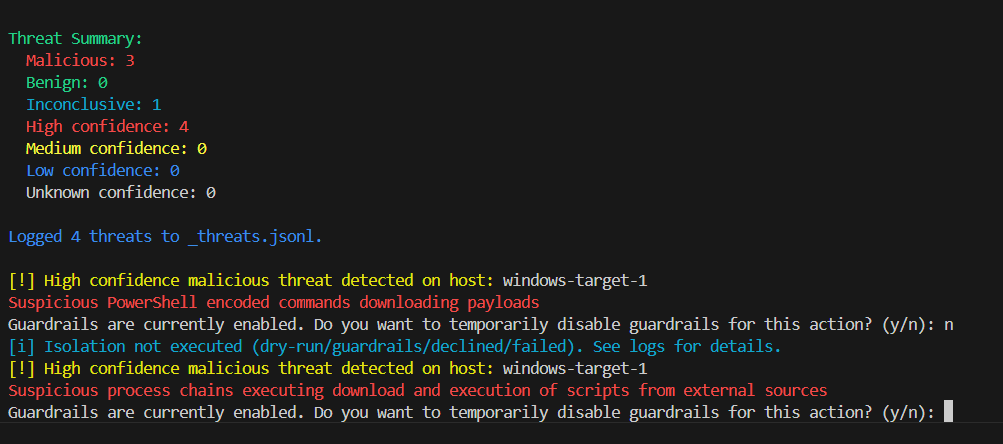 Threat Summary:
Malicious: 3
Benign: 0
Inconclusive: 1
High confidence: 4
Medium confidence: 0
Low confidence: 0
Unknown confidence: 0
Logged 4 threats to _threats.jsonl.
[!] High confidence malicious threat detected on host: windows-target-1
Suspicious PowerShell encoded commands downloading payloads
Guardrails are currently enabled. Do you want to temporarily disable guardrails for this action? (y/n): n
[i] Isolation not executed (dry-run/guardrails/declined/failed). See logs for details.
[!] High confidence malicious threat detected on host: windows-target-1
Suspicious process chains executing download and execution of scripts from external sources
Guardrails are currently enabled. Do you want to temporarily disable guardrails for this action? (y/n):